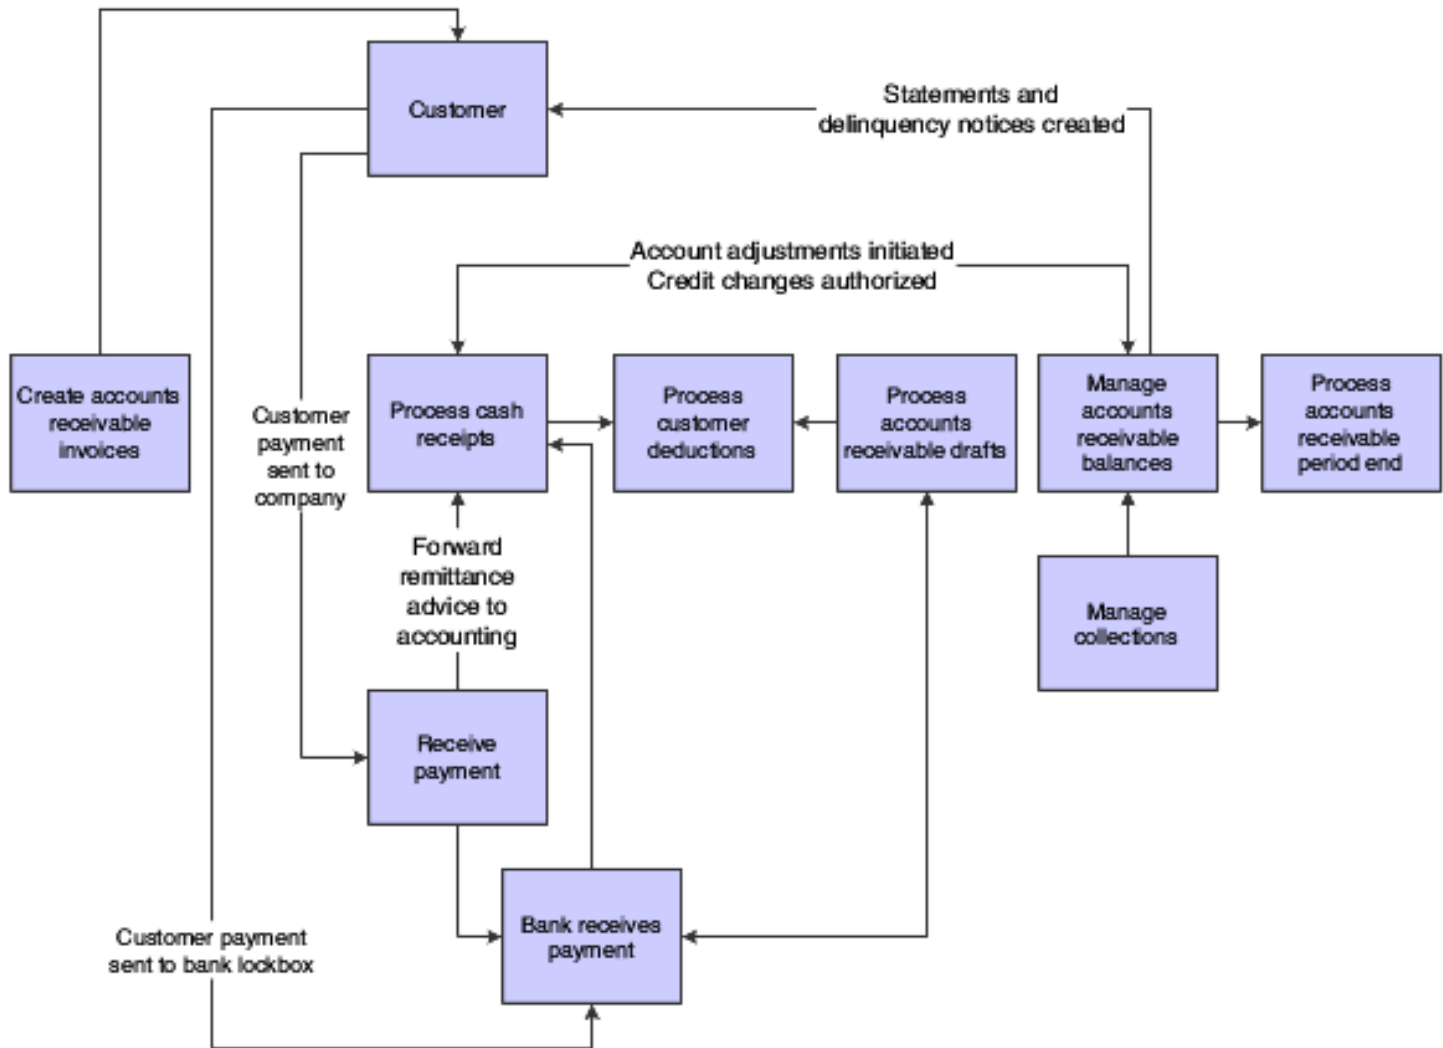 Customer
Statements and
delinquency notices created
Account adjustments initiated
Credit changes authorized
Create accounts
receivable
invoices
Customer
payment
sent to
company
Process cash
receipts
Process
customer
deductions
Process
accounts
receivable drafts
Manage
accounts
receivable
balances
Process
accounts
receivable
period end
Forward
remittance
advice to
accounting
Manage
collections
Receive
payment
Bank receives
payment
Customer payment
sent to bank lockbox